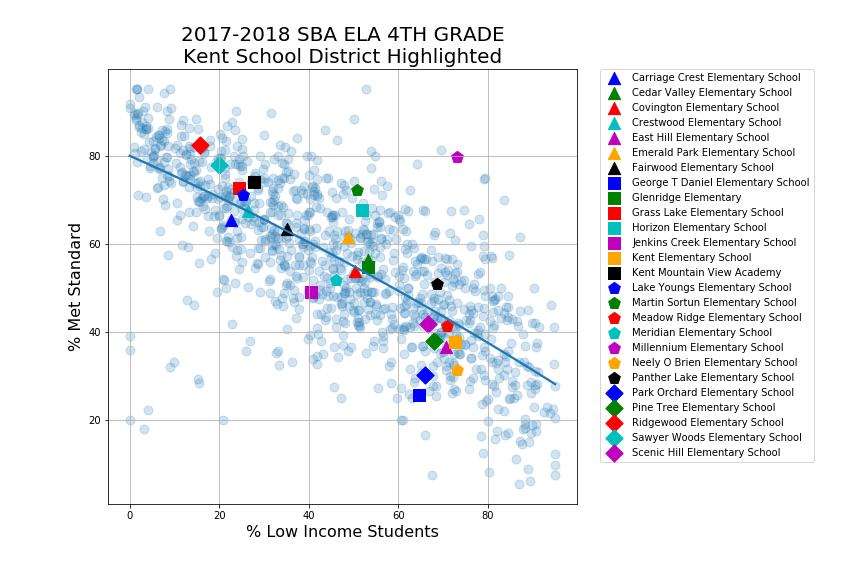 2017-2018 SBA ELA 4TH GRADE
Kent School District Highlighted
% Met Standard
80
60
40
20
0
20
40
60
80
% Low Income Students
Carriage Crest Elementary School
Cedar Valley Elementary School
Covington Elementary School
Crestwood Elementary School
East Hill Elementary School
Emerald Park Elementary School
Fairwood Elementary School
George T Daniel Elementary School
Glenridge Elementary
Grass Lake Elementary School
Horizon Elementary School
Jenkins Creek Elementary School
Kent Elementary School
Kent Mountain View Academy
Lake Youngs Elementary School
Martin Sortun Elementary School
Meadow Ridge Elementary School
Meridian Elementary School
Millennium Elementary School
Neely O Brien Elementary School
Panther Lake Elementary School
Park Orchard Elementary School
Pine Tree Elementary School
Ridgewood Elementary School
Sawyer Woods Elementary School
Scenic Hill Elementary School